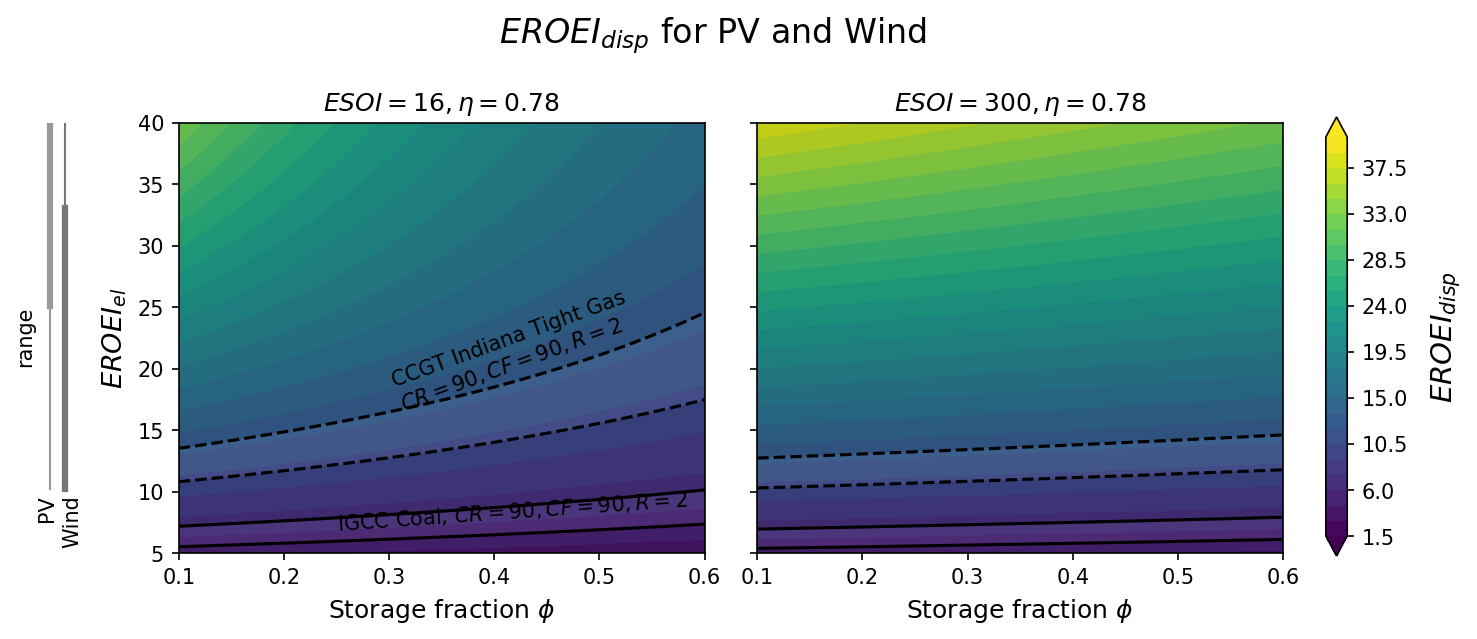 EROEI_disp for PV and Wind
ESOI = 16, η = 0.78
ESOI = 300, η = 0.78
range
PV
Wind
EROEI_el
40
35
30
25
20
15
10
5
CCGT Indiana Tight Gas
CR = 90, CF = 90, R = 2
IGCC Coal, CR = 90, CF = 90, R = 2
0.1 0.2 0.3 0.4 0.5 0.6
Storage fraction ϕ
0.1 0.2 0.3 0.4 0.5 0.6
Storage fraction ϕ
37.5
33.0
28.5
24.0
19.5
15.0
10.5
6.0
1.5
EROEI_disp